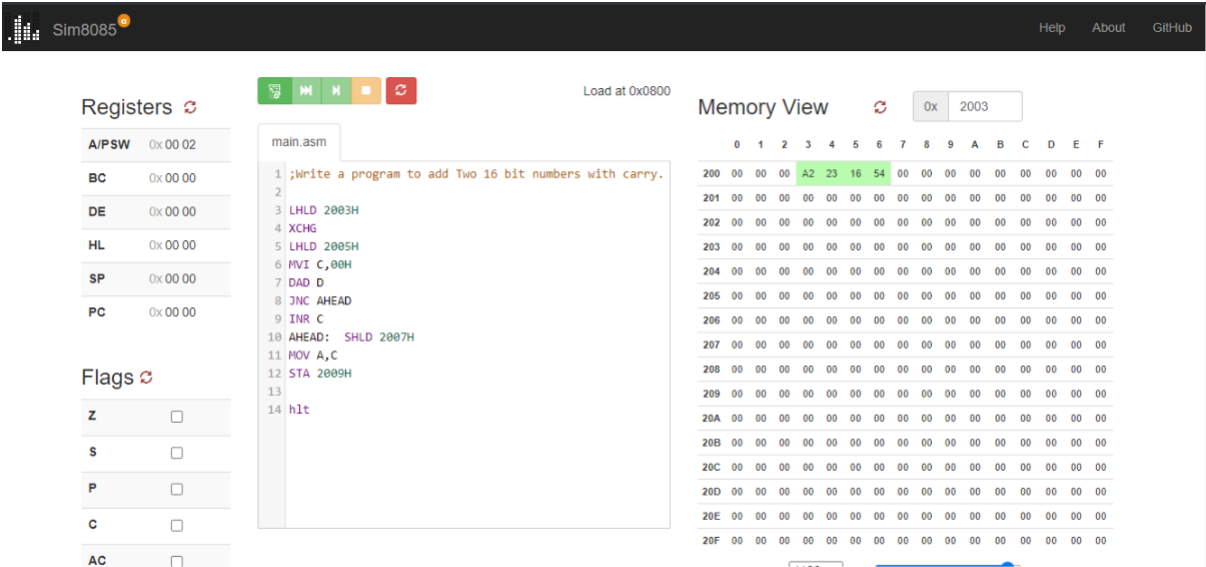 Sim8085 α
Help About GitHub
Registers
A/PSW 0x 00 02
BC 0x 00 00
DE 0x 00 00
HL 0x 00 00
SP 0x 00 00
PC 0x 00 00
Flags
Z
S
P
C
AC
Load at 0x0800
main.asm
1 ;Write a program to add Two 16 bit numbers with carry.
2
3 LHLD 2003H
4 XCHG
5 LHLD 2005H
6 MVI C,00H
7 DAD D
8 JNC AHEAD
9 INR C
10 AHEAD: SHLD 2007H
11 MOV A,C
12 STA 2009H
13
14 hlt
Memory View 0x 2003
0 1 2 3 4 5 6 7 8 9 A B C D E F
200 00 00 00 A2 23 16 54 00 00 00 00 00 00 00 00 00
201 00 00 00 00 00 00 00 00 00 00 00 00 00 00 00 00
202 00 00 00 00 00 00 00 00 00 00 00 00 00 00 00 00
203 00 00 00 00 00 00 00 00 00 00 00 00 00 00 00 00
204 00 00 00 00 00 00 00 00 00 00 00 00 00 00 00 00
205 00 00 00 00 00 00 00 00 00 00 00 00 00 00 00 00
206 00 00 00 00 00 00 00 00 00 00 00 00 00 00 00 00
207 00 00 00 00 00 00 00 00 00 00 00 00 00 00 00 00
208 00 00 00 00 00 00 00 00 00 00 00 00 00 00 00 00
209 00 00 00 00 00 00 00 00 00 00 00 00 00 00 00 00
20A 00 00 00 00 00 00 00 00 00 00 00 00 00 00 00 00
20B 00 00 00 00 00 00 00 00 00 00 00 00 00 00 00 00
20C 00 00 00 00 00 00 00 00 00 00 00 00 00 00 00 00
20D 00 00 00 00 00 00 00 00 00 00 00 00 00 00 00 00
20E 00 00 00 00 00 00 00 00 00 00 00 00 00 00 00 00
20F 00 00 00 00 00 00 00 00 00 00 00 00 00 00 00 00